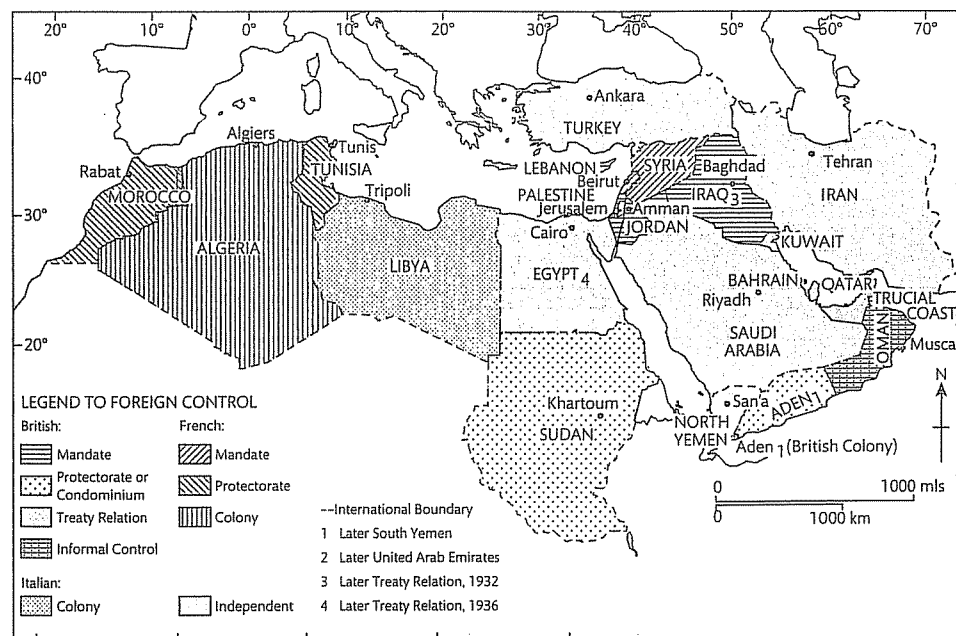 20° 10° 0° 10° 20° 30° 40° 50° 60° 70°
40°
30°
20°
Ankara
TURKEY
Algiers
Tunis
TUNISIA
Rabat
MOROCCO
Tripoli
ALGERIA
LIBYA
LEBANON
SYRIA
Beirut
Baghdad
Tehran
IRAN
PALESTINE
Jerusalem
Amman
IRAQ 3
JORDAN
Cairo
KUWAIT
EGYPT 4
BAHRAIN
QATAR
Riyadh
TRUCIAL
COAST
OMAN
Musca
SAUDI
ARABIA
Khartoum
SUDAN
San'a
NORTH
YEMEN
ADEN 1
Aden 1 (British Colony)
N
LEGEND TO FOREIGN CONTROL
British: French:
Mandate Mandate
Protectorate or
Condominium
Protectorate
Treaty Relation Colony
Informal Control
Italian:
Colony Independent
--International Boundary
1 Later South Yemen
2 Later United Arab Emirates
3 Later Treaty Relation, 1932
4 Later Treaty Relation, 1936
0 1000 mls
0 1000 km